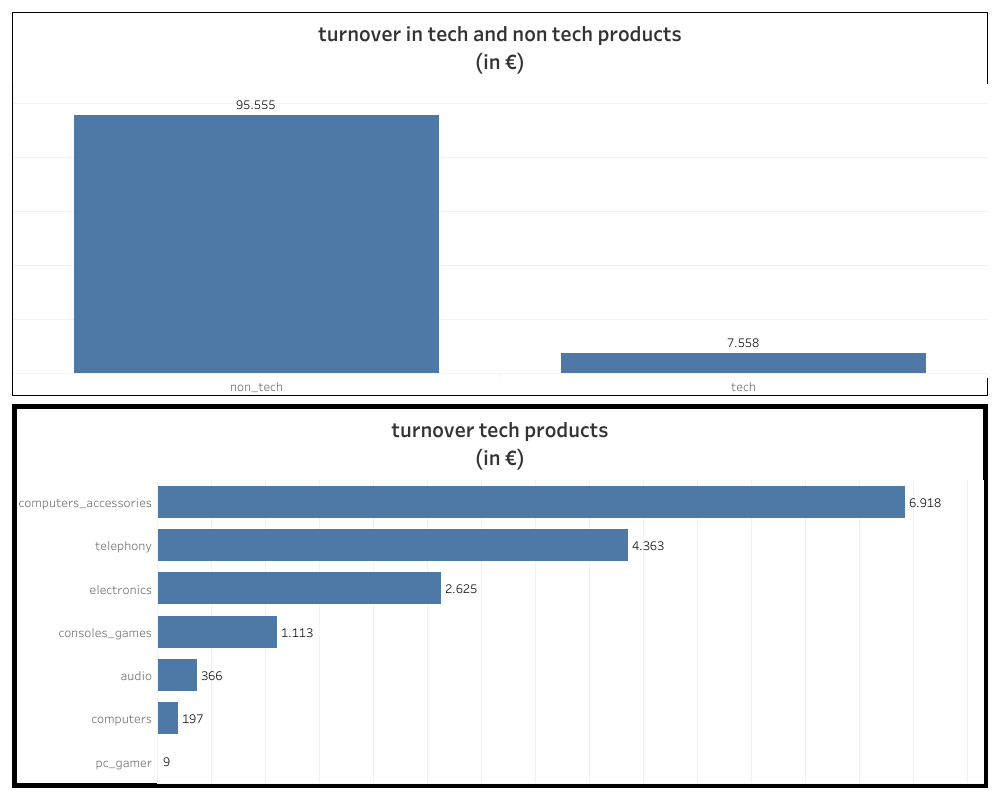 turnover in tech and non tech products
(in €)
95.555
7.558
non_tech
tech
turnover tech products
(in €)
computers_accessories 6.918
telephony 4.363
electronics 2.625
consoles_games 1.113
audio 366
computers 197
pc_gamer 9